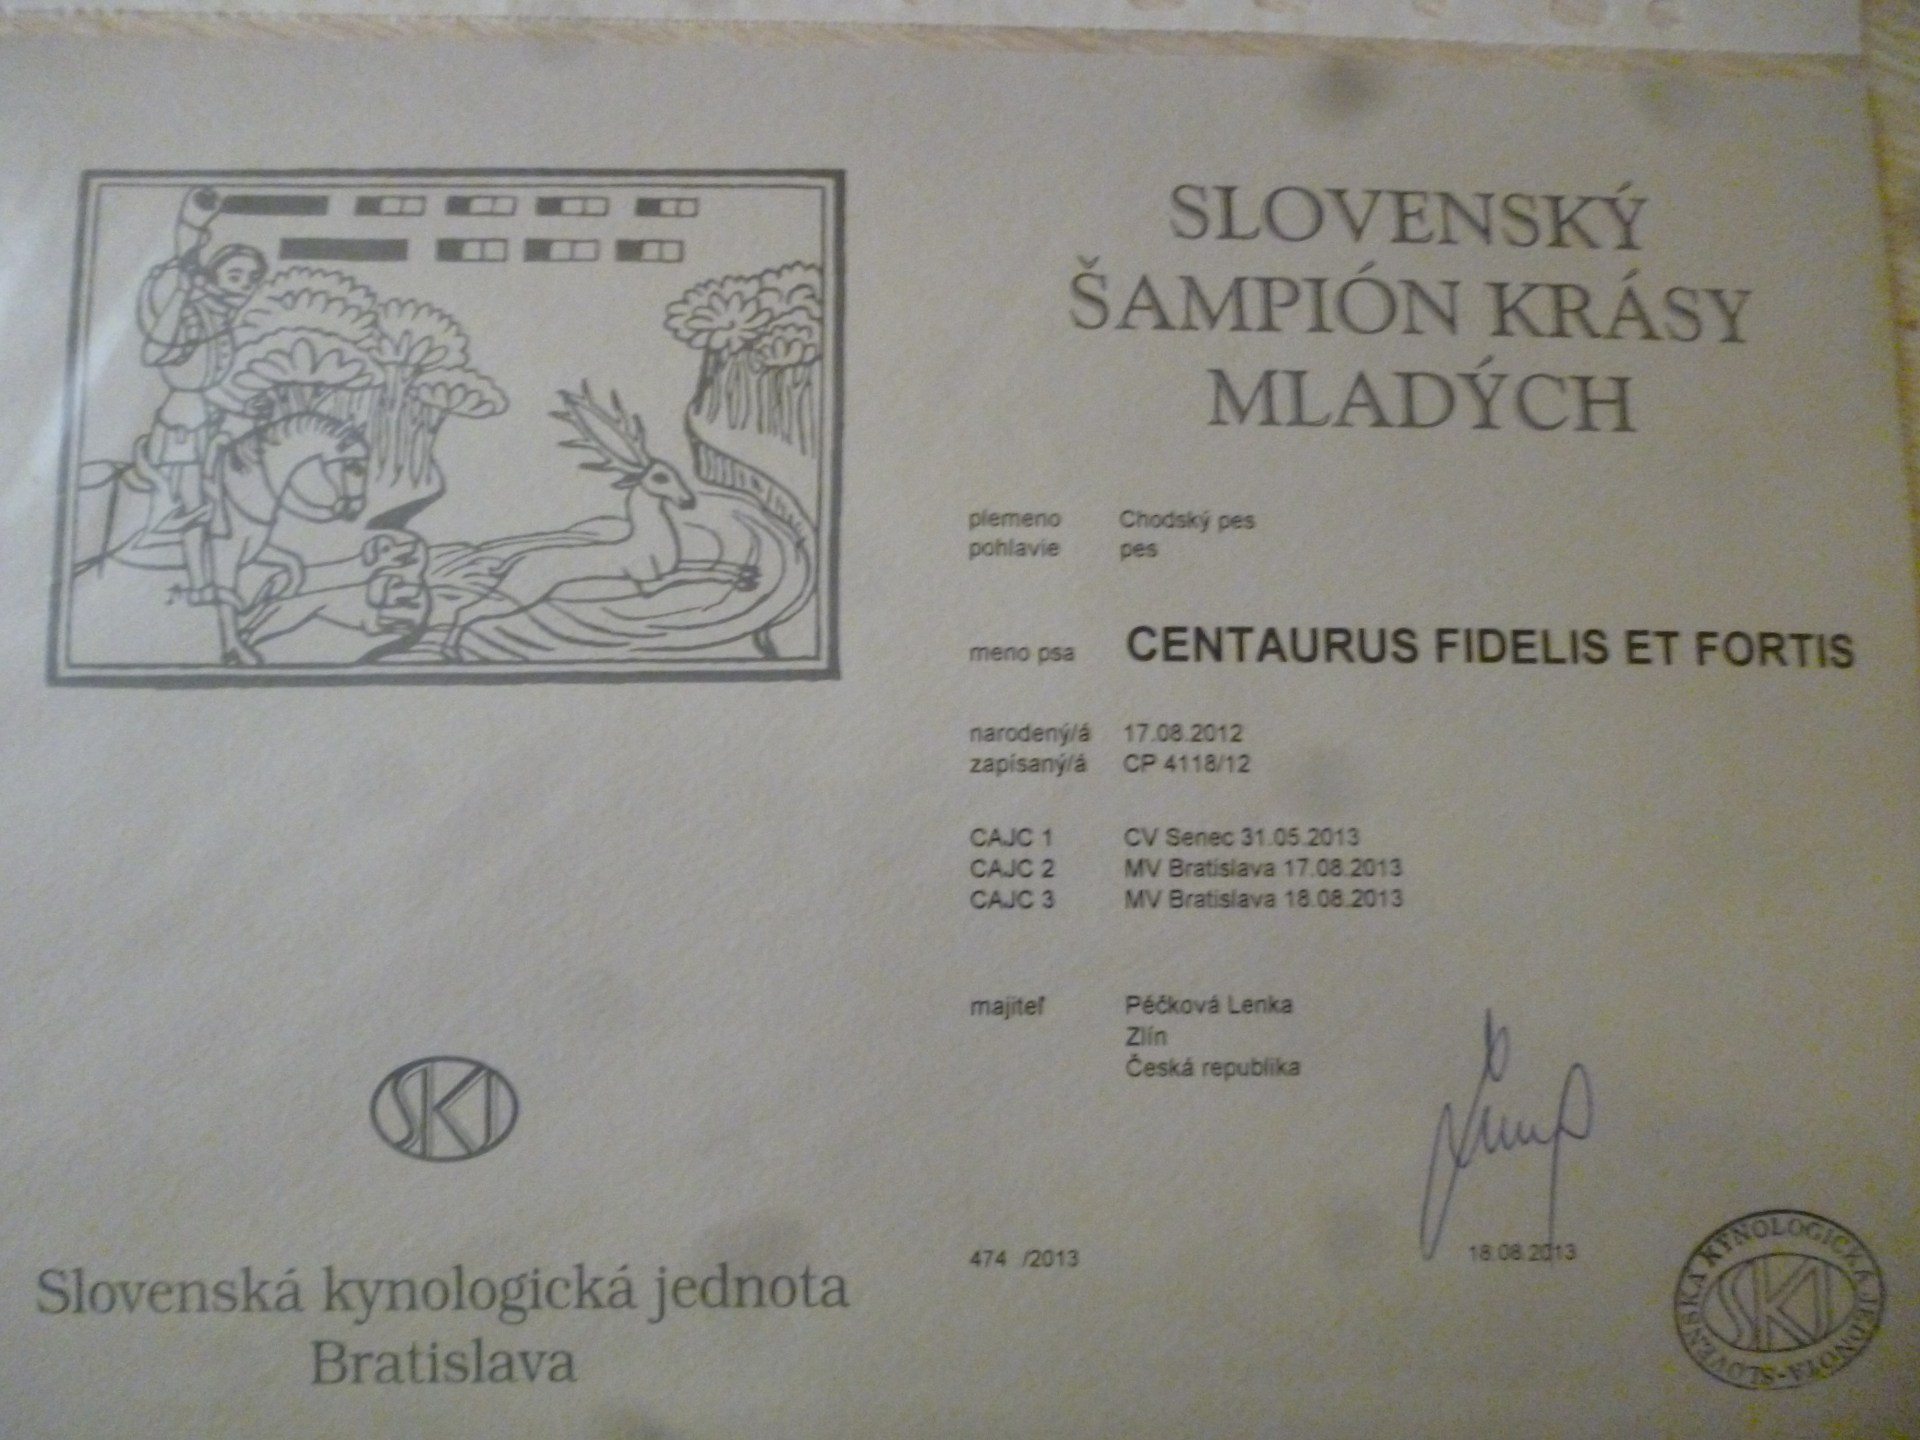 SLOVENSKÝ
ŠAMPIÓN KRÁSY
MLADÝCH
plemeno Chodský pes
pohlavie pes
meno psa CENTAURUS FIDELIS ET FORTIS
narodený/á 17.08.2012
zapísaný/á CP 4118/12
CAJC 1 CV Senec 31.05.2013
CAJC 2 MV Bratislava 17.08.2013
CAJC 3 MV Bratislava 18.08.2013
majiteľ Péčková Lenka
Zlín
Česká republika
474 /2013
18.08.2013
SKJ
Slovenská kynologická jednota
Bratislava
SLOVENSKÁ KYNOLOGICKÁ JEDNOTA
SKJ